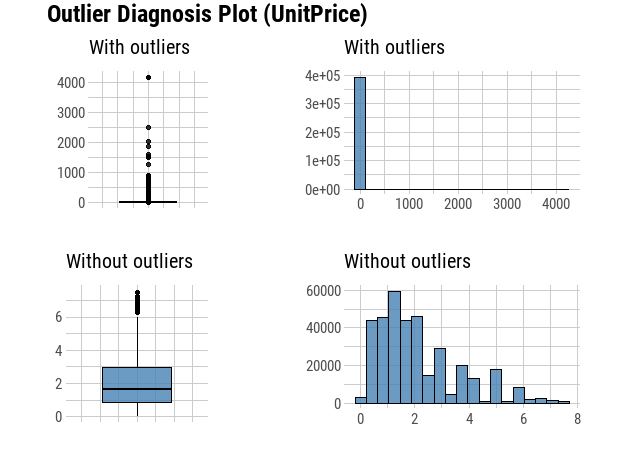 Outlier Diagnosis Plot (UnitPrice)
With outliers
4000
3000
2000
1000
0
With outliers
4e+05
3e+05
2e+05
1e+05
0e+00
0 1000 2000 3000 4000
Without outliers
6
4
2
0
Without outliers
60000
40000
20000
0
0 2 4 6 8